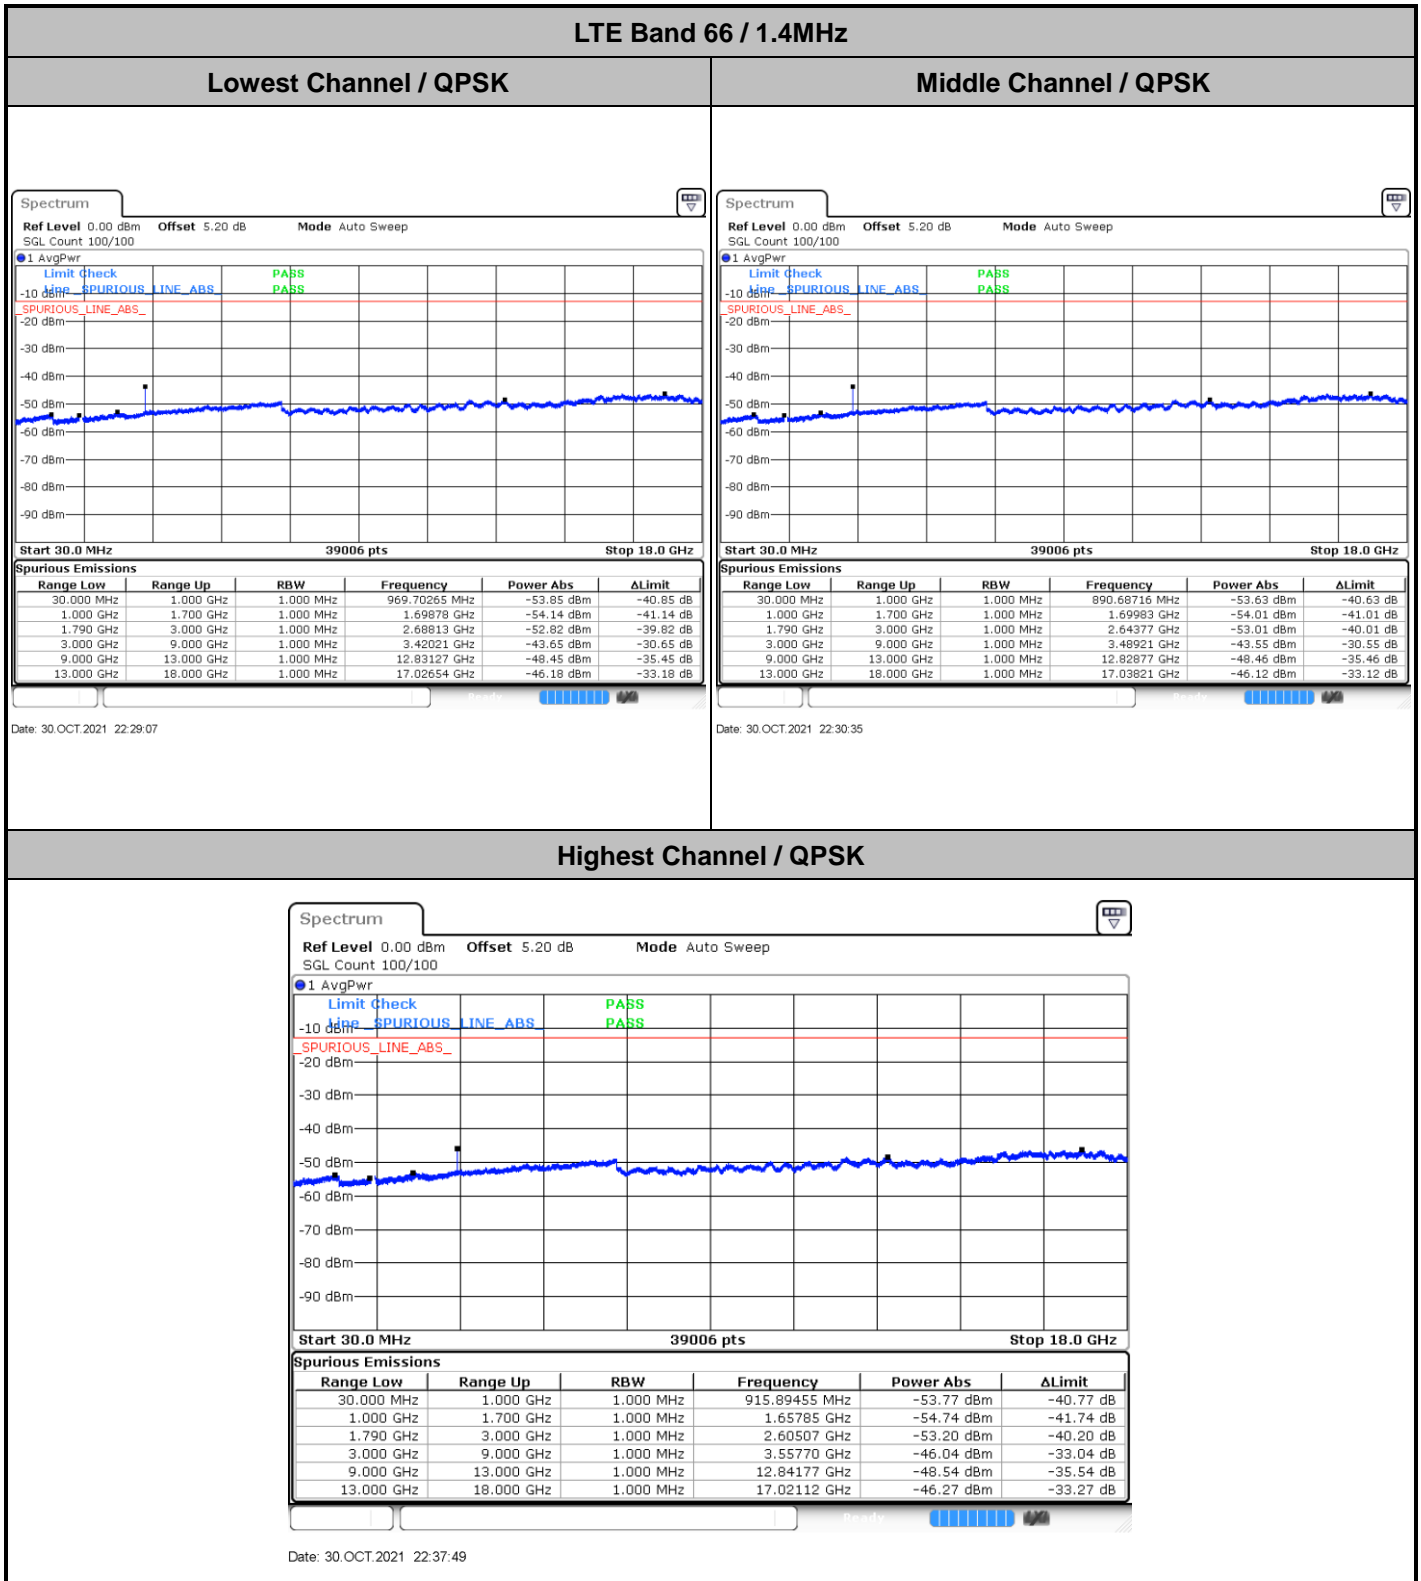 LTE Band 66 / 1.4MHz
Lowest Channel / QPSK
Middle Channel / QPSK
Spectrum
Ref Level 0.00 dBm Offset 5.20 dB Mode Auto Sweep
SGL Count 100/100
1 AvgPwr
Limit Check PASS
Line _SPURIOUS_LINE_ABS_ PASS
-10 dBm
_SPURIOUS_LINE_ABS_
-20 dBm
-30 dBm
-40 dBm
-50 dBm
-60 dBm
-70 dBm
-80 dBm
-90 dBm
Start 30.0 MHz 39006 pts Stop 18.0 GHz
Spurious Emissions
Range Low Range Up RBW Frequency Power Abs ΔLimit
30.000 MHz 1.000 GHz 1.000 MHz 969.70265 MHz -53.85 dBm -40.85 dB
1.000 GHz 1.700 GHz 1.000 MHz 1.69878 GHz -54.14 dBm -41.14 dB
1.790 GHz 3.000 GHz 1.000 MHz 2.68813 GHz -52.82 dBm -39.82 dB
3.000 GHz 9.000 GHz 1.000 MHz 3.42021 GHz -43.65 dBm -30.65 dB
9.000 GHz 13.000 GHz 1.000 MHz 12.83127 GHz -48.45 dBm -35.45 dB
13.000 GHz 18.000 GHz 1.000 MHz 17.02654 GHz -46.18 dBm -33.18 dB
Ready
Date: 30.OCT.2021 22:29:07
Spectrum
Ref Level 0.00 dBm Offset 5.20 dB Mode Auto Sweep
SGL Count 100/100
1 AvgPwr
Limit Check PASS
Line _SPURIOUS_LINE_ABS_ PASS
-10 dBm
_SPURIOUS_LINE_ABS_
-20 dBm
-30 dBm
-40 dBm
-50 dBm
-60 dBm
-70 dBm
-80 dBm
-90 dBm
Start 30.0 MHz 39006 pts Stop 18.0 GHz
Spurious Emissions
Range Low Range Up RBW Frequency Power Abs ΔLimit
30.000 MHz 1.000 GHz 1.000 MHz 890.68716 MHz -53.63 dBm -40.63 dB
1.000 GHz 1.700 GHz 1.000 MHz 1.69983 GHz -54.01 dBm -41.01 dB
1.790 GHz 3.000 GHz 1.000 MHz 2.64377 GHz -53.01 dBm -40.01 dB
3.000 GHz 9.000 GHz 1.000 MHz 3.48921 GHz -43.55 dBm -30.55 dB
9.000 GHz 13.000 GHz 1.000 MHz 12.82877 GHz -48.46 dBm -35.46 dB
13.000 GHz 18.000 GHz 1.000 MHz 17.03821 GHz -46.12 dBm -33.12 dB
Ready
Date: 30.OCT.2021 22:30:35
Highest Channel / QPSK
Spectrum
Ref Level 0.00 dBm Offset 5.20 dB Mode Auto Sweep
SGL Count 100/100
1 AvgPwr
Limit Check PASS
Line _SPURIOUS_LINE_ABS_ PASS
-10 dBm
_SPURIOUS_LINE_ABS_
-20 dBm
-30 dBm
-40 dBm
-50 dBm
-60 dBm
-70 dBm
-80 dBm
-90 dBm
Start 30.0 MHz 39006 pts Stop 18.0 GHz
Spurious Emissions
Range Low Range Up RBW Frequency Power Abs ΔLimit
30.000 MHz 1.000 GHz 1.000 MHz 915.89455 MHz -53.77 dBm -40.77 dB
1.000 GHz 1.700 GHz 1.000 MHz 1.65785 GHz -54.74 dBm -41.74 dB
1.790 GHz 3.000 GHz 1.000 MHz 2.60507 GHz -53.20 dBm -40.20 dB
3.000 GHz 9.000 GHz 1.000 MHz 3.55770 GHz -46.04 dBm -33.04 dB
9.000 GHz 13.000 GHz 1.000 MHz 12.84177 GHz -48.54 dBm -35.54 dB
13.000 GHz 18.000 GHz 1.000 MHz 17.02112 GHz -46.27 dBm -33.27 dB
Ready
Date: 30.OCT.2021 22:37:49